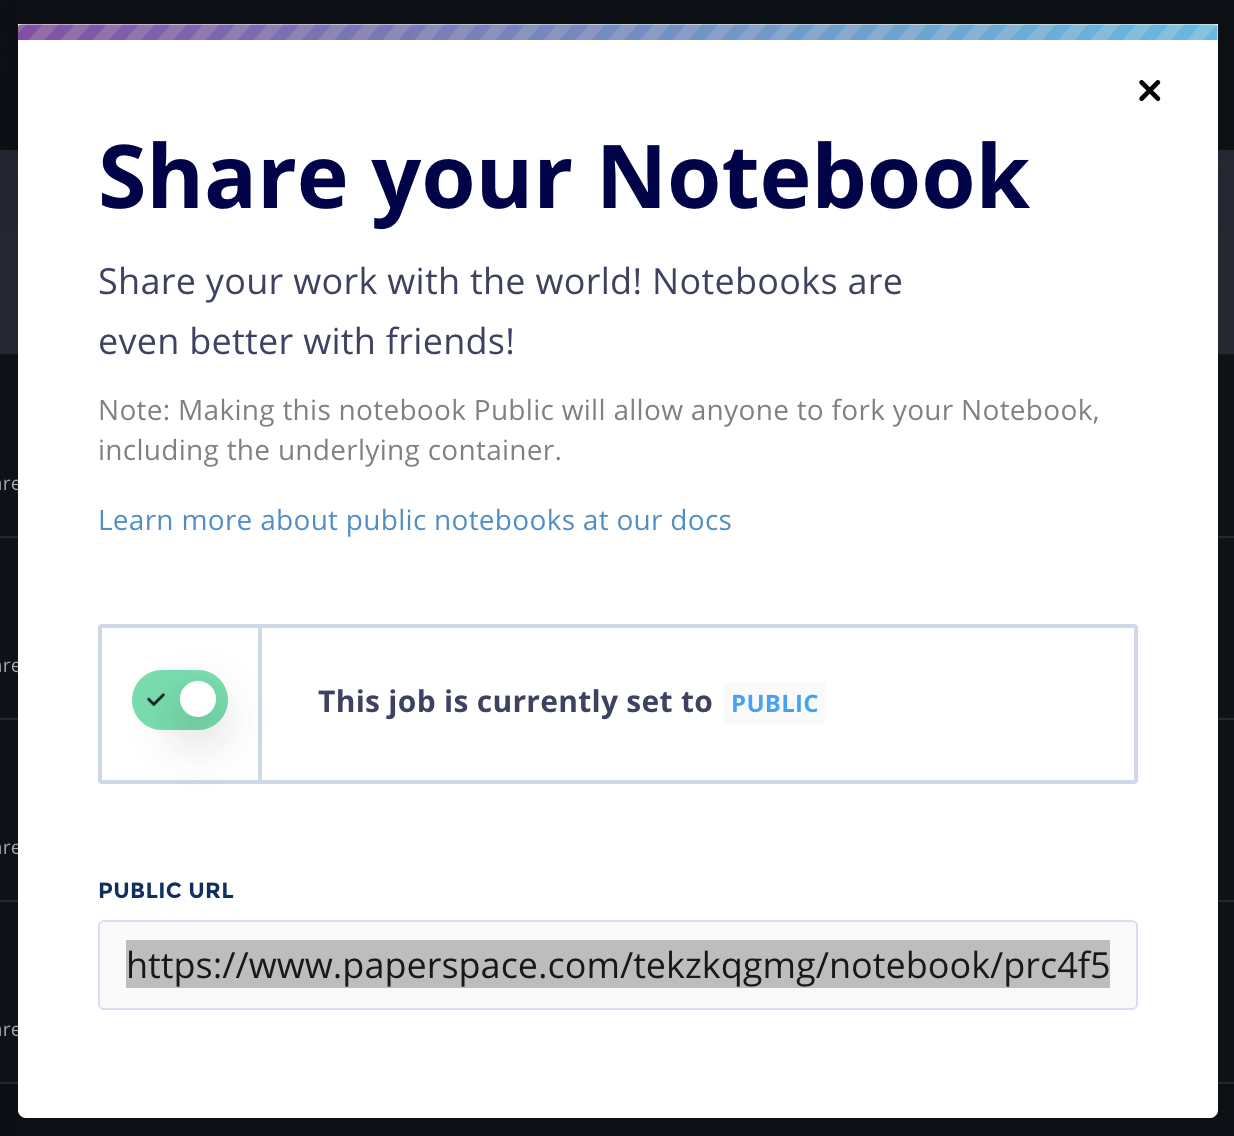 Share your Notebook
Share your work with the world! Notebooks are
even better with friends!
Note: Making this notebook Public will allow anyone to fork your Notebook,
including the underlying container.
Learn more about public notebooks at our docs
This job is currently set to PUBLIC
PUBLIC URL
https://www.paperspace.com/tekzkqgmg/notebook/prc4f5